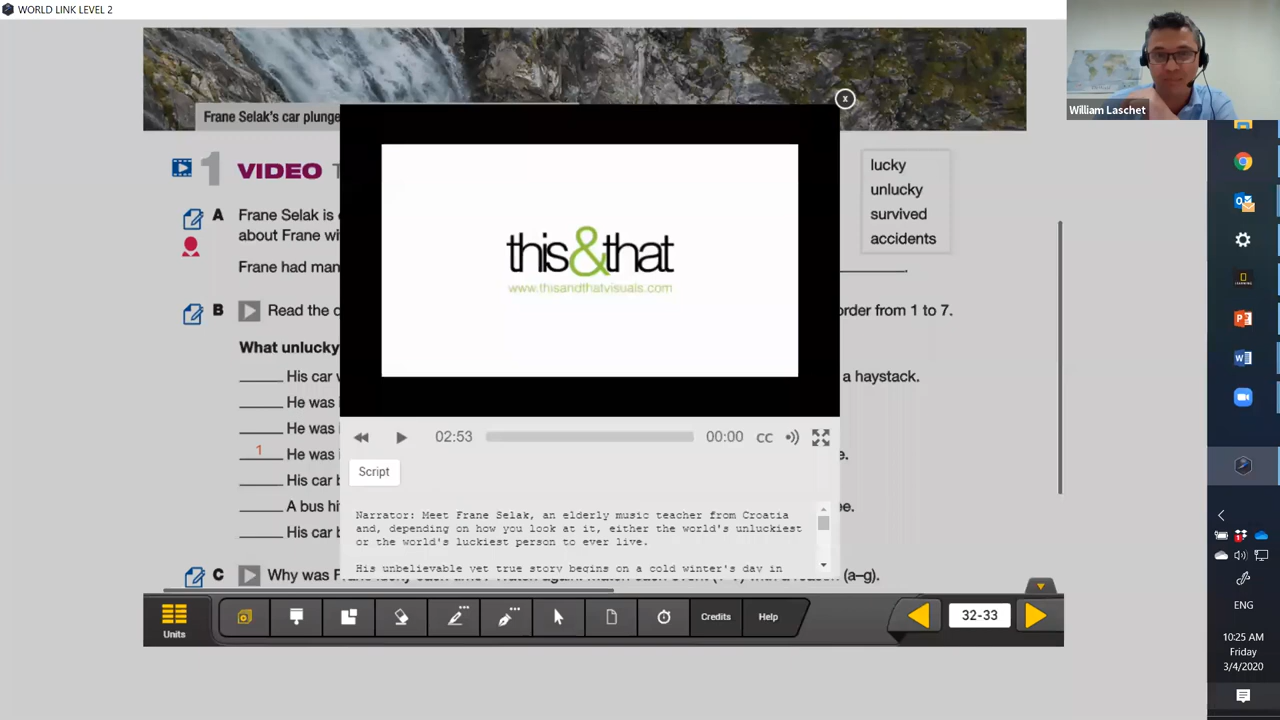 WORLD LINK LEVEL 2
William Laschet
Frane Selak's car plunge
1 VIDEO
lucky
unlucky
survived
accidents
A Frane Selak is
about Frane wi
Frane had man
B Read the order from 1 to 7.
What unlucky
His car a haystack.
He was
He was
1 He was e.
His car b
A bus hi ee.
His car b
this&that
www.thisandthatvisuals.com
02:53 00:00 CC
Script
Narrator: Meet Frane Selak, an elderly music teacher from Croatia
and, depending on how you look at it, either the world's unluckiest
or the world's luckiest person to ever live.
His unbelievable yet true story begins on a cold winter's day in
C Why was (a–g).
Units
Credits
Help
32-33
ENG
10:25 AM
Friday
3/4/2020